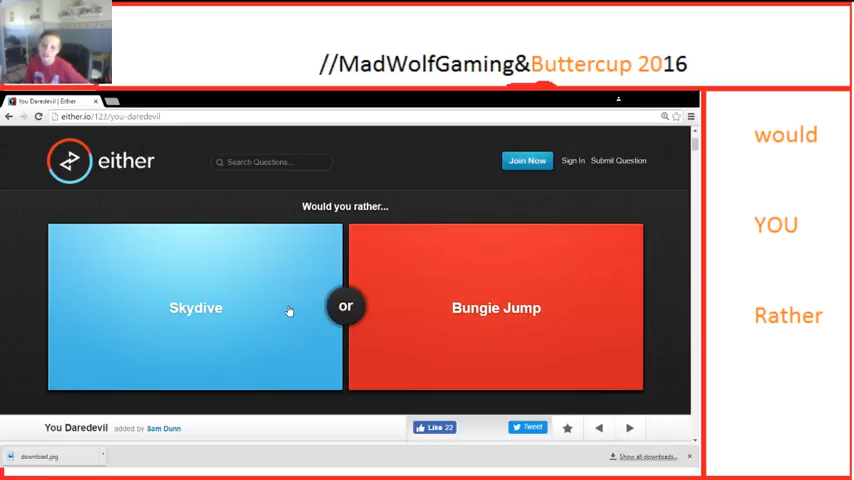 //MadWolfGaming&Buttercup 2016
You Daredevil | Either
either.io/123/you-daredevil
either
Search Questions...
Join Now
Sign In
Submit Question
Would you rather...
Skydive
or
Bungie Jump
You Daredevil
added by Sam Dunn
Like 22
Tweet
download.jpg
Show all downloads...
would
YOU
Rather